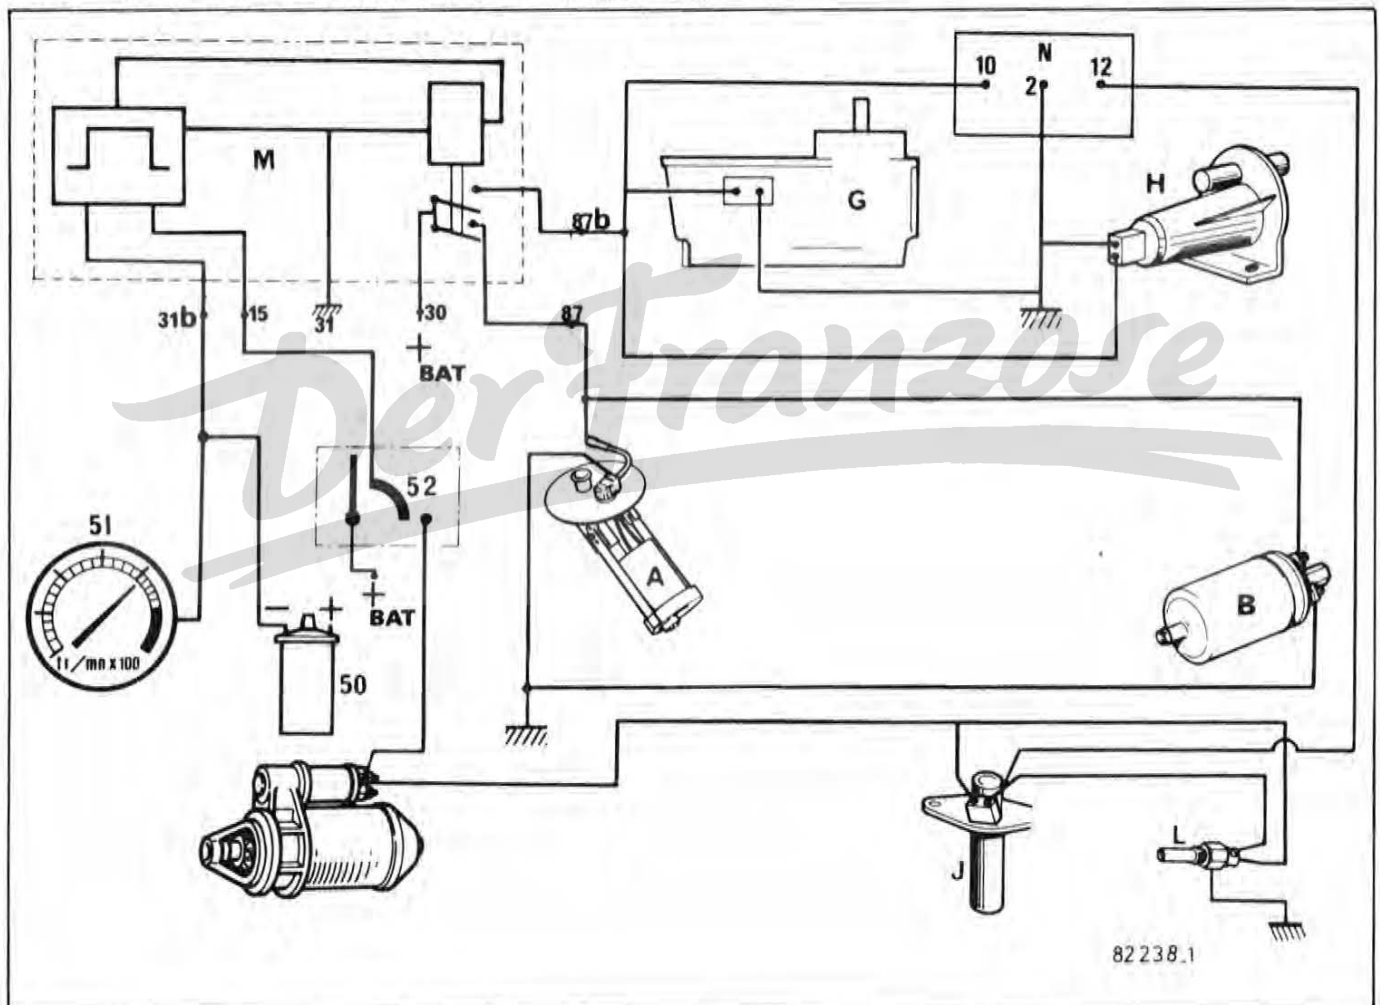 10
N
2
12
M
G
H
87b
31b
15
31
30
87
+
BAT
Der Franzose
52
51
A
B
- +
+
BAT
tr/mn x 100
50
J
L
82238.1